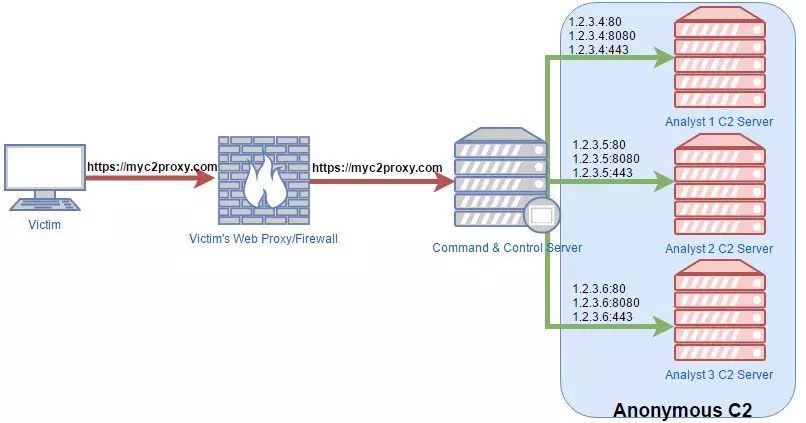 1.2.3.4:80
1.2.3.4:8080
1.2.3.4:443
Analyst 1 C2 Server
https://myc2proxy.com
https://myc2proxy.com
1.2.3.5:80
1.2.3.5:8080
1.2.3.5:443
Victim
Victim's Web Proxy/Firewall
Command & Control Server
Analyst 2 C2 Server
1.2.3.6:80
1.2.3.6:8080
1.2.3.6:443
Analyst 3 C2 Server
Anonymous C2